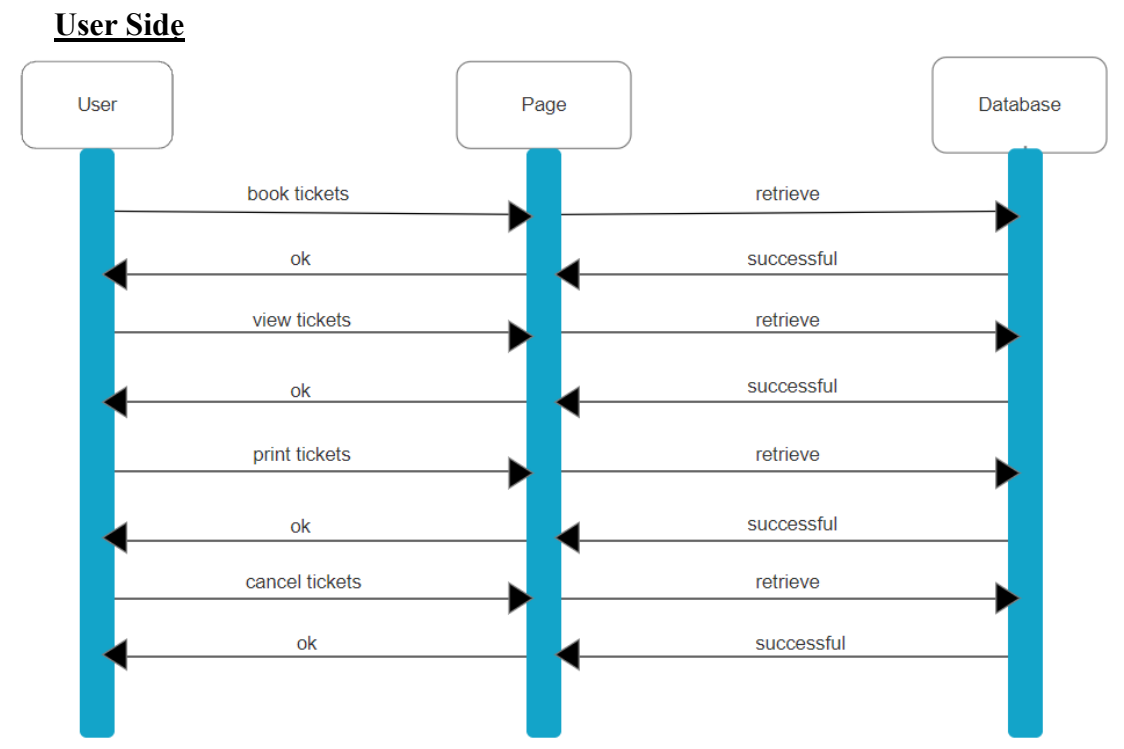 User Side
User
Page
Database
book tickets
retrieve
ok
successful
view tickets
retrieve
ok
successful
print tickets
retrieve
ok
successful
cancel tickets
retrieve
ok
successful